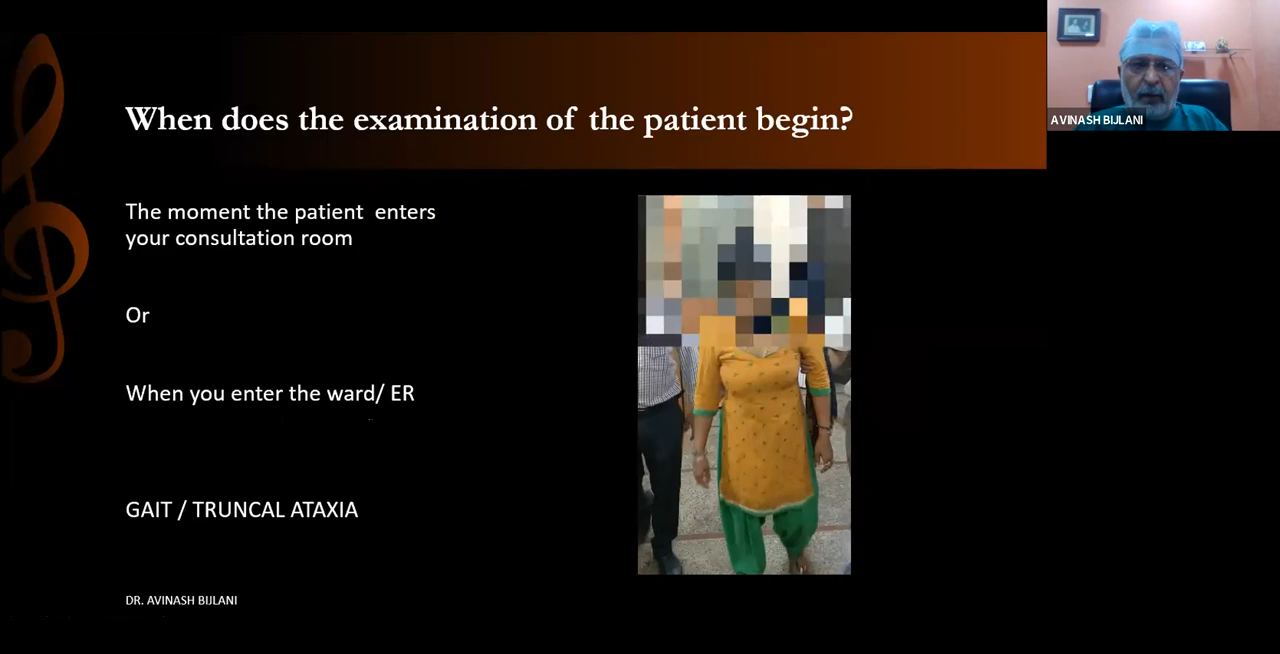 When does the examination of the patient begin?
AVINASH BIJLANI
The moment the patient enters
your consultation room
Or
When you enter the ward/ ER
GAIT / TRUNCAL ATAXIA
DR. AVINASH BIJLANI